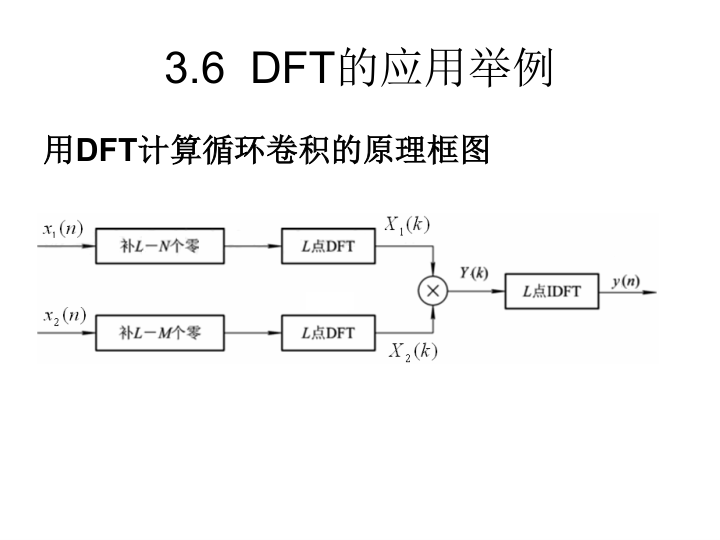 3.6 DFT的应用举例
用DFT计算循环卷积的原理框图
x₁(n)
补L－N个零
L点DFT
X₁(k)
Y(k)
L点IDFT
y(n)
x₂(n)
补L－M个零
L点DFT
X₂(k)